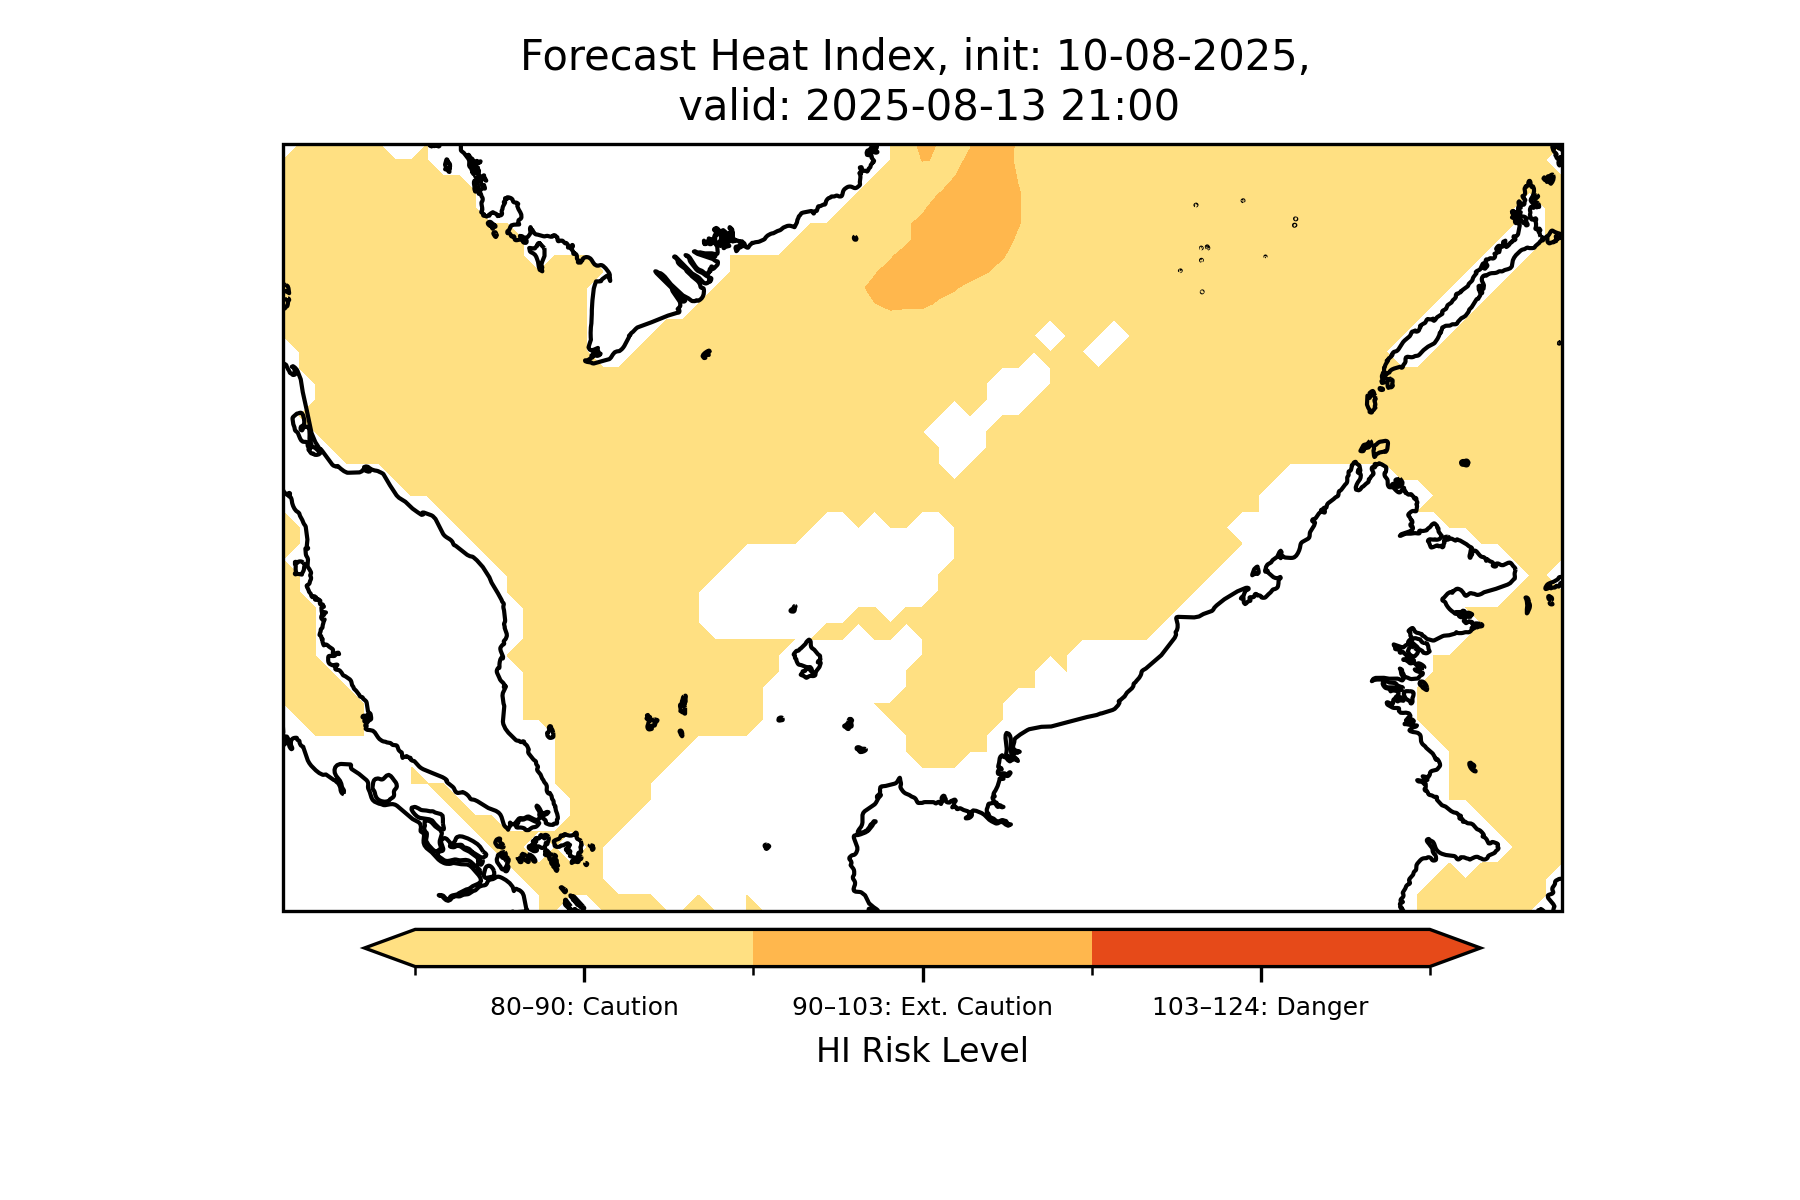 Forecast Heat Index, init: 10-08-2025,
valid: 2025-08-13 21:00
80–90: Caution
90–103: Ext. Caution
103–124: Danger
HI Risk Level